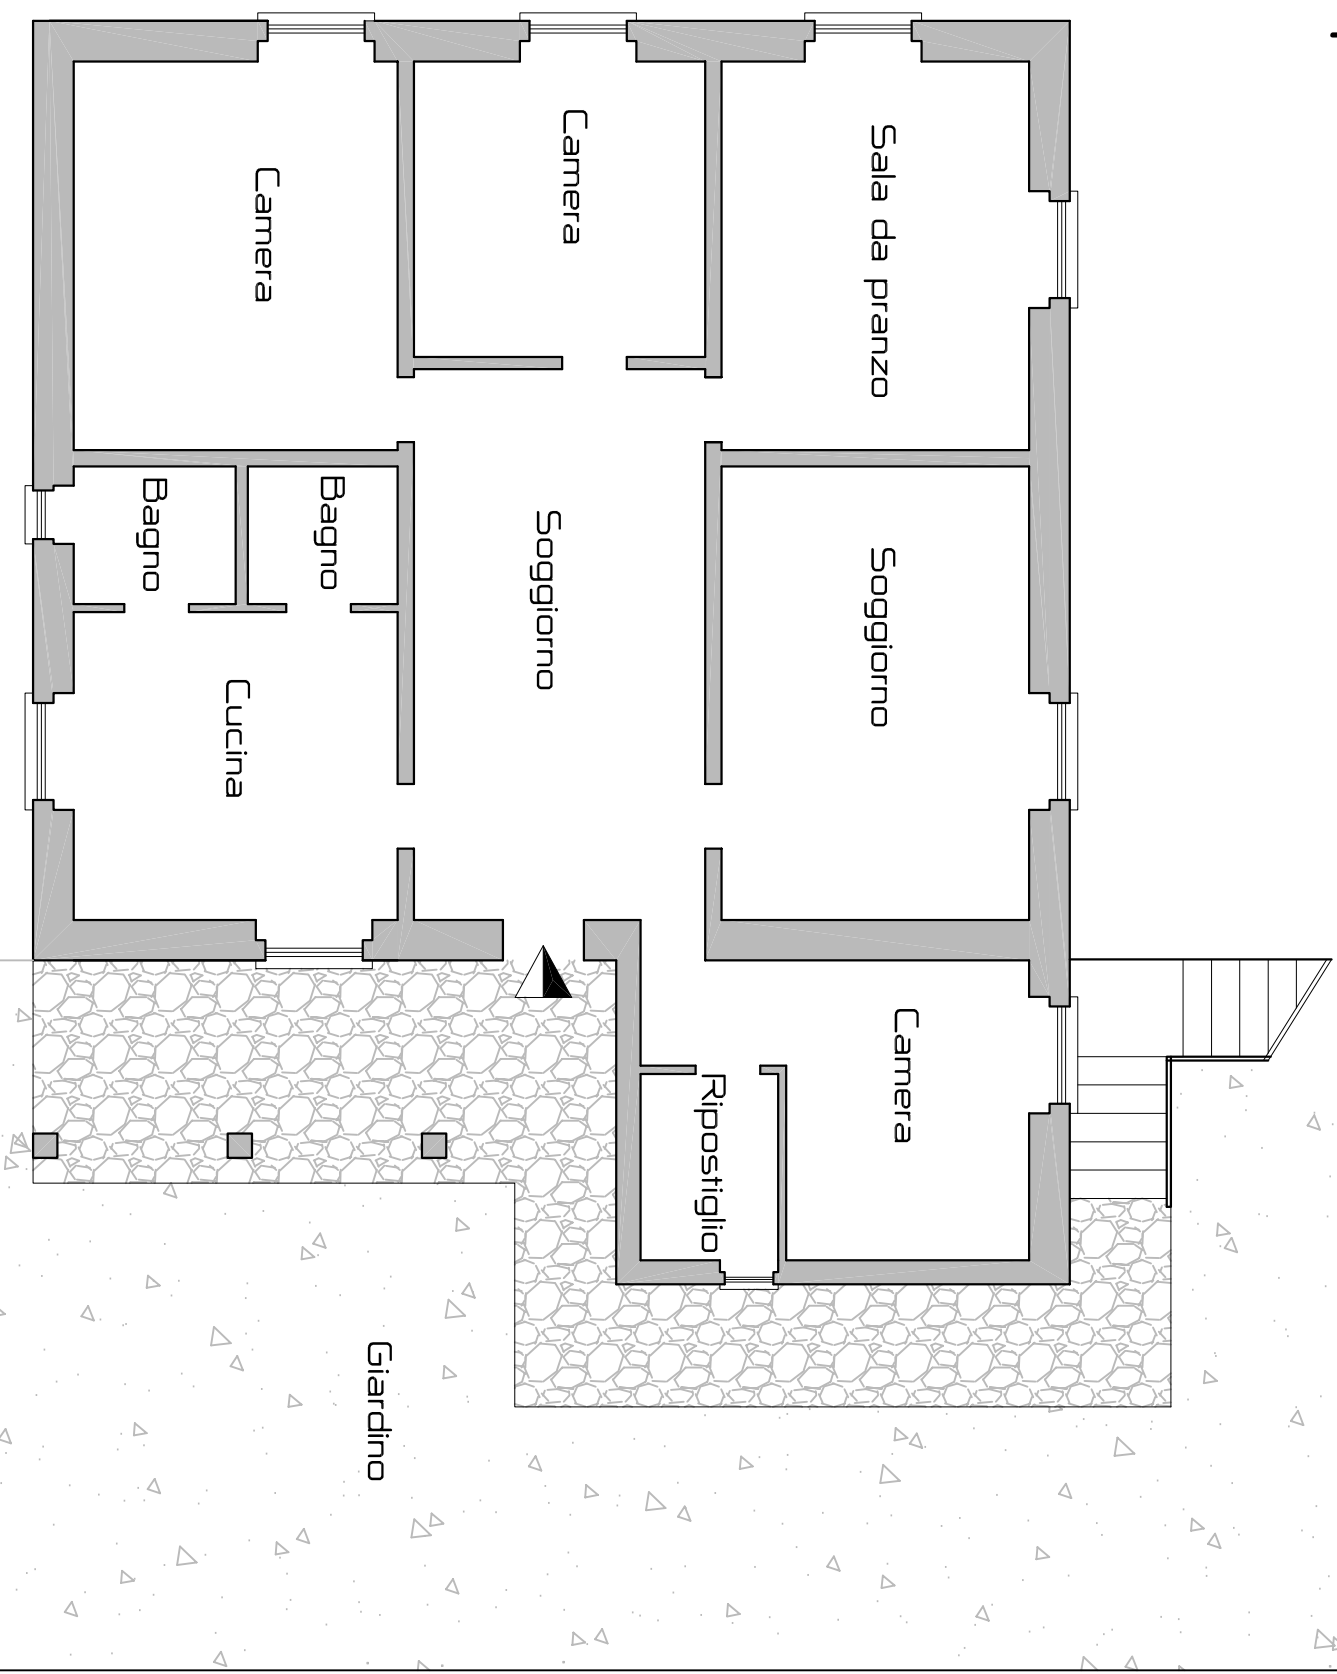 Camera
Camera
Sala da pranzo
Bagno
Bagno
Soggiorno
Soggiorno
Cucina
Camera
Ripostiglio
Giardino